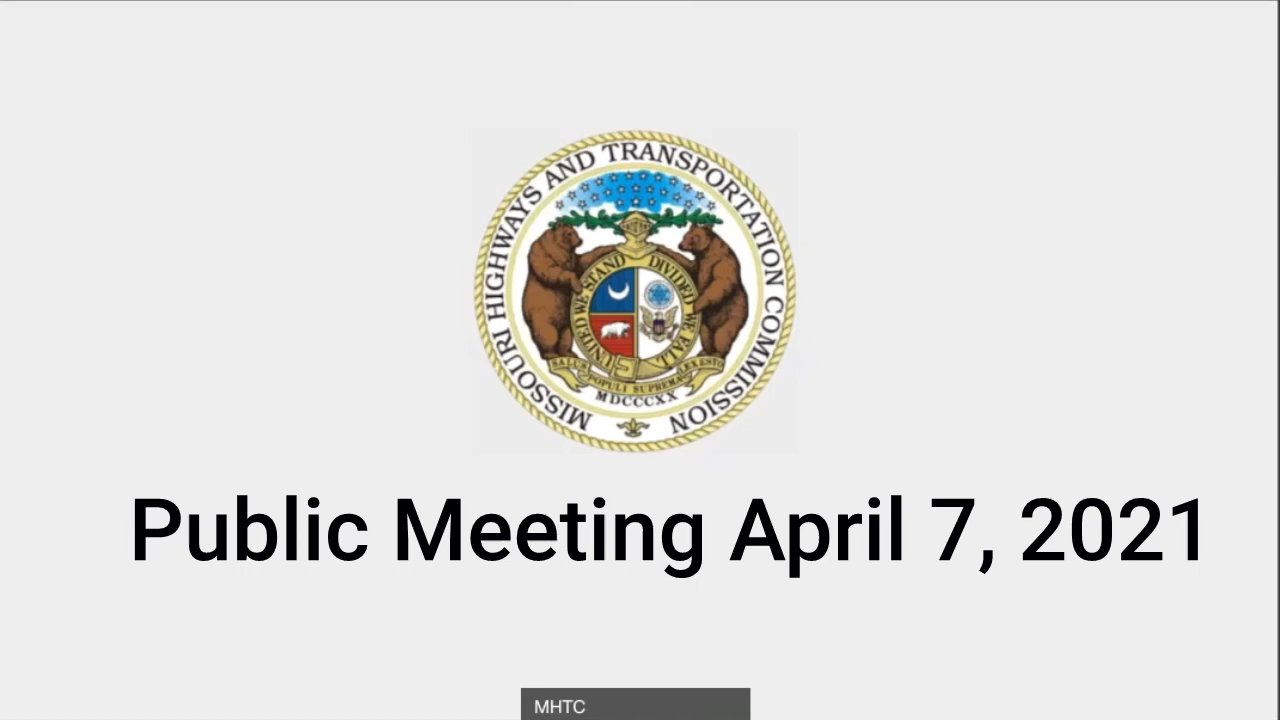 MISSOURI HIGHWAYS AND TRANSPORTATION COMMISSION
UNITED WE STAND DIVIDED WE FALL
SALUS POPULI SUPREMA LEX ESTO
MDCCCXX
Public Meeting April 7, 2021
MHTC